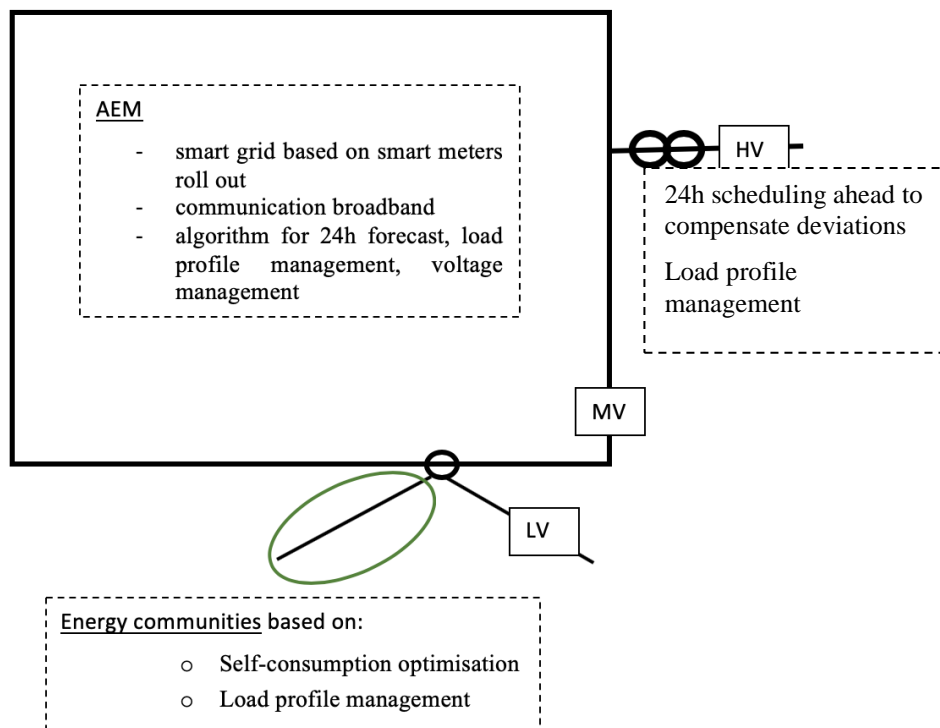 AEM
- smart grid based on smart meters
roll out
- communication broadband
- algorithm for 24h forecast, load
profile management, voltage
management
HV
24h scheduling ahead to
compensate deviations
Load profile
management
MV
LV
Energy communities based on:
o Self-consumption optimisation
o Load profile management